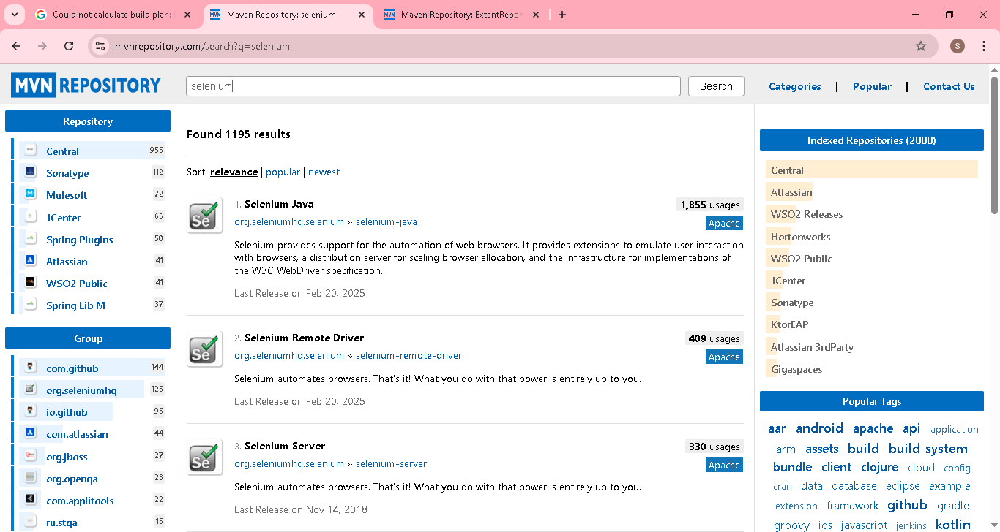 Could not calculate build plan:
Maven Repository: selenium
Maven Repository: ExtentRepor
mvnrepository.com/search?q=selenium
S
MVN REPOSITORY
selenium
Search
Categories | Popular | Contact Us
Repository
Central 955
Sonatype 112
Mulesoft 72
JCenter 66
Spring Plugins 50
Atlassian 41
WSO2 Public 41
Spring Lib M 37
Group
com.github 144
org.seleniumhq 125
io.github 95
com.atlassian 44
org.jboss 27
org.openqa 23
com.applitools 22
ru.stqa 15
Found 1195 results
Sort: relevance | popular | newest
Se
1. Selenium Java
1,855 usages
org.seleniumhq.selenium » selenium-java
Apache
Selenium provides support for the automation of web browsers. It provides extensions to emulate user interaction
with browsers, a distribution server for scaling browser allocation, and the infrastructure for implementations of
the W3C WebDriver specification.
Last Release on Feb 20, 2025
Se
2. Selenium Remote Driver
409 usages
org.seleniumhq.selenium » selenium-remote-driver
Apache
Selenium automates browsers. That's it! What you do with that power is entirely up to you.
Last Release on Feb 20, 2025
Se
3. Selenium Server
330 usages
org.seleniumhq.selenium » selenium-server
Apache
Selenium automates browsers. That's it! What you do with that power is entirely up to you.
Last Release on Nov 14, 2018
Indexed Repositories (2888)
Central
Atlassian
WSO2 Releases
Hortonworks
WSO2 Public
JCenter
Sonatype
KtorEAP
Atlassian 3rdParty
Gigaspaces
Popular Tags
aar android apache api application
arm assets build build-system
bundle client clojure cloud config
cran data database eclipse example
extension framework github gradle
groovy ios javascript jenkins kotlin